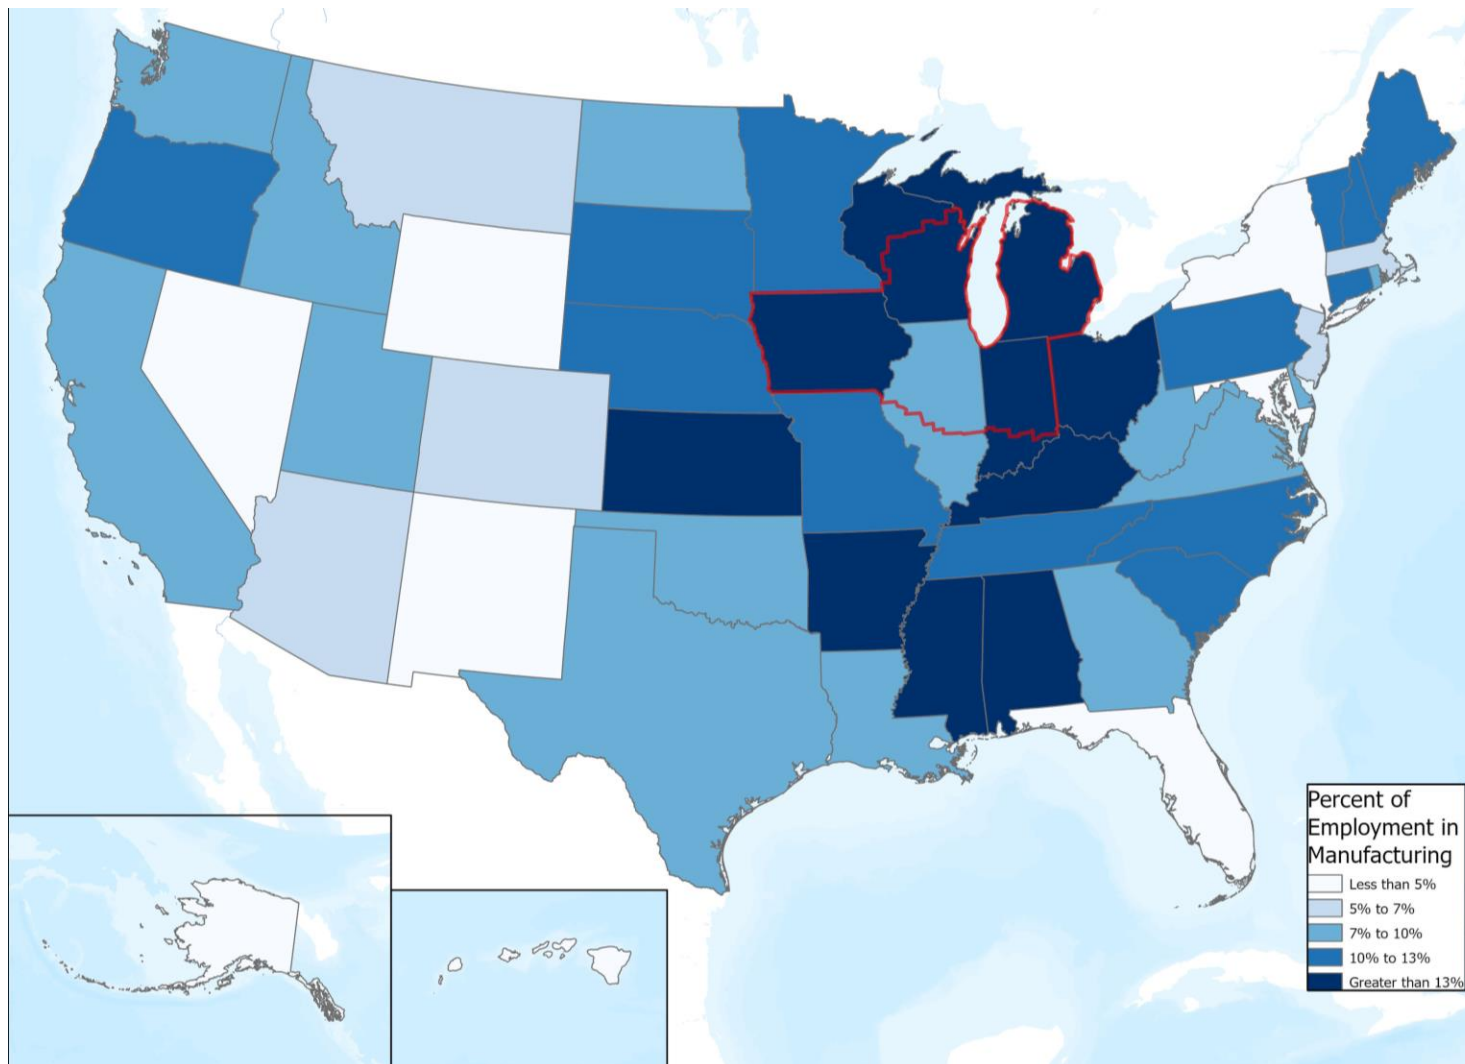 Percent of
Employment in
Manufacturing
Less than 5%
5% to 7%
7% to 10%
10% to 13%
Greater than 13%